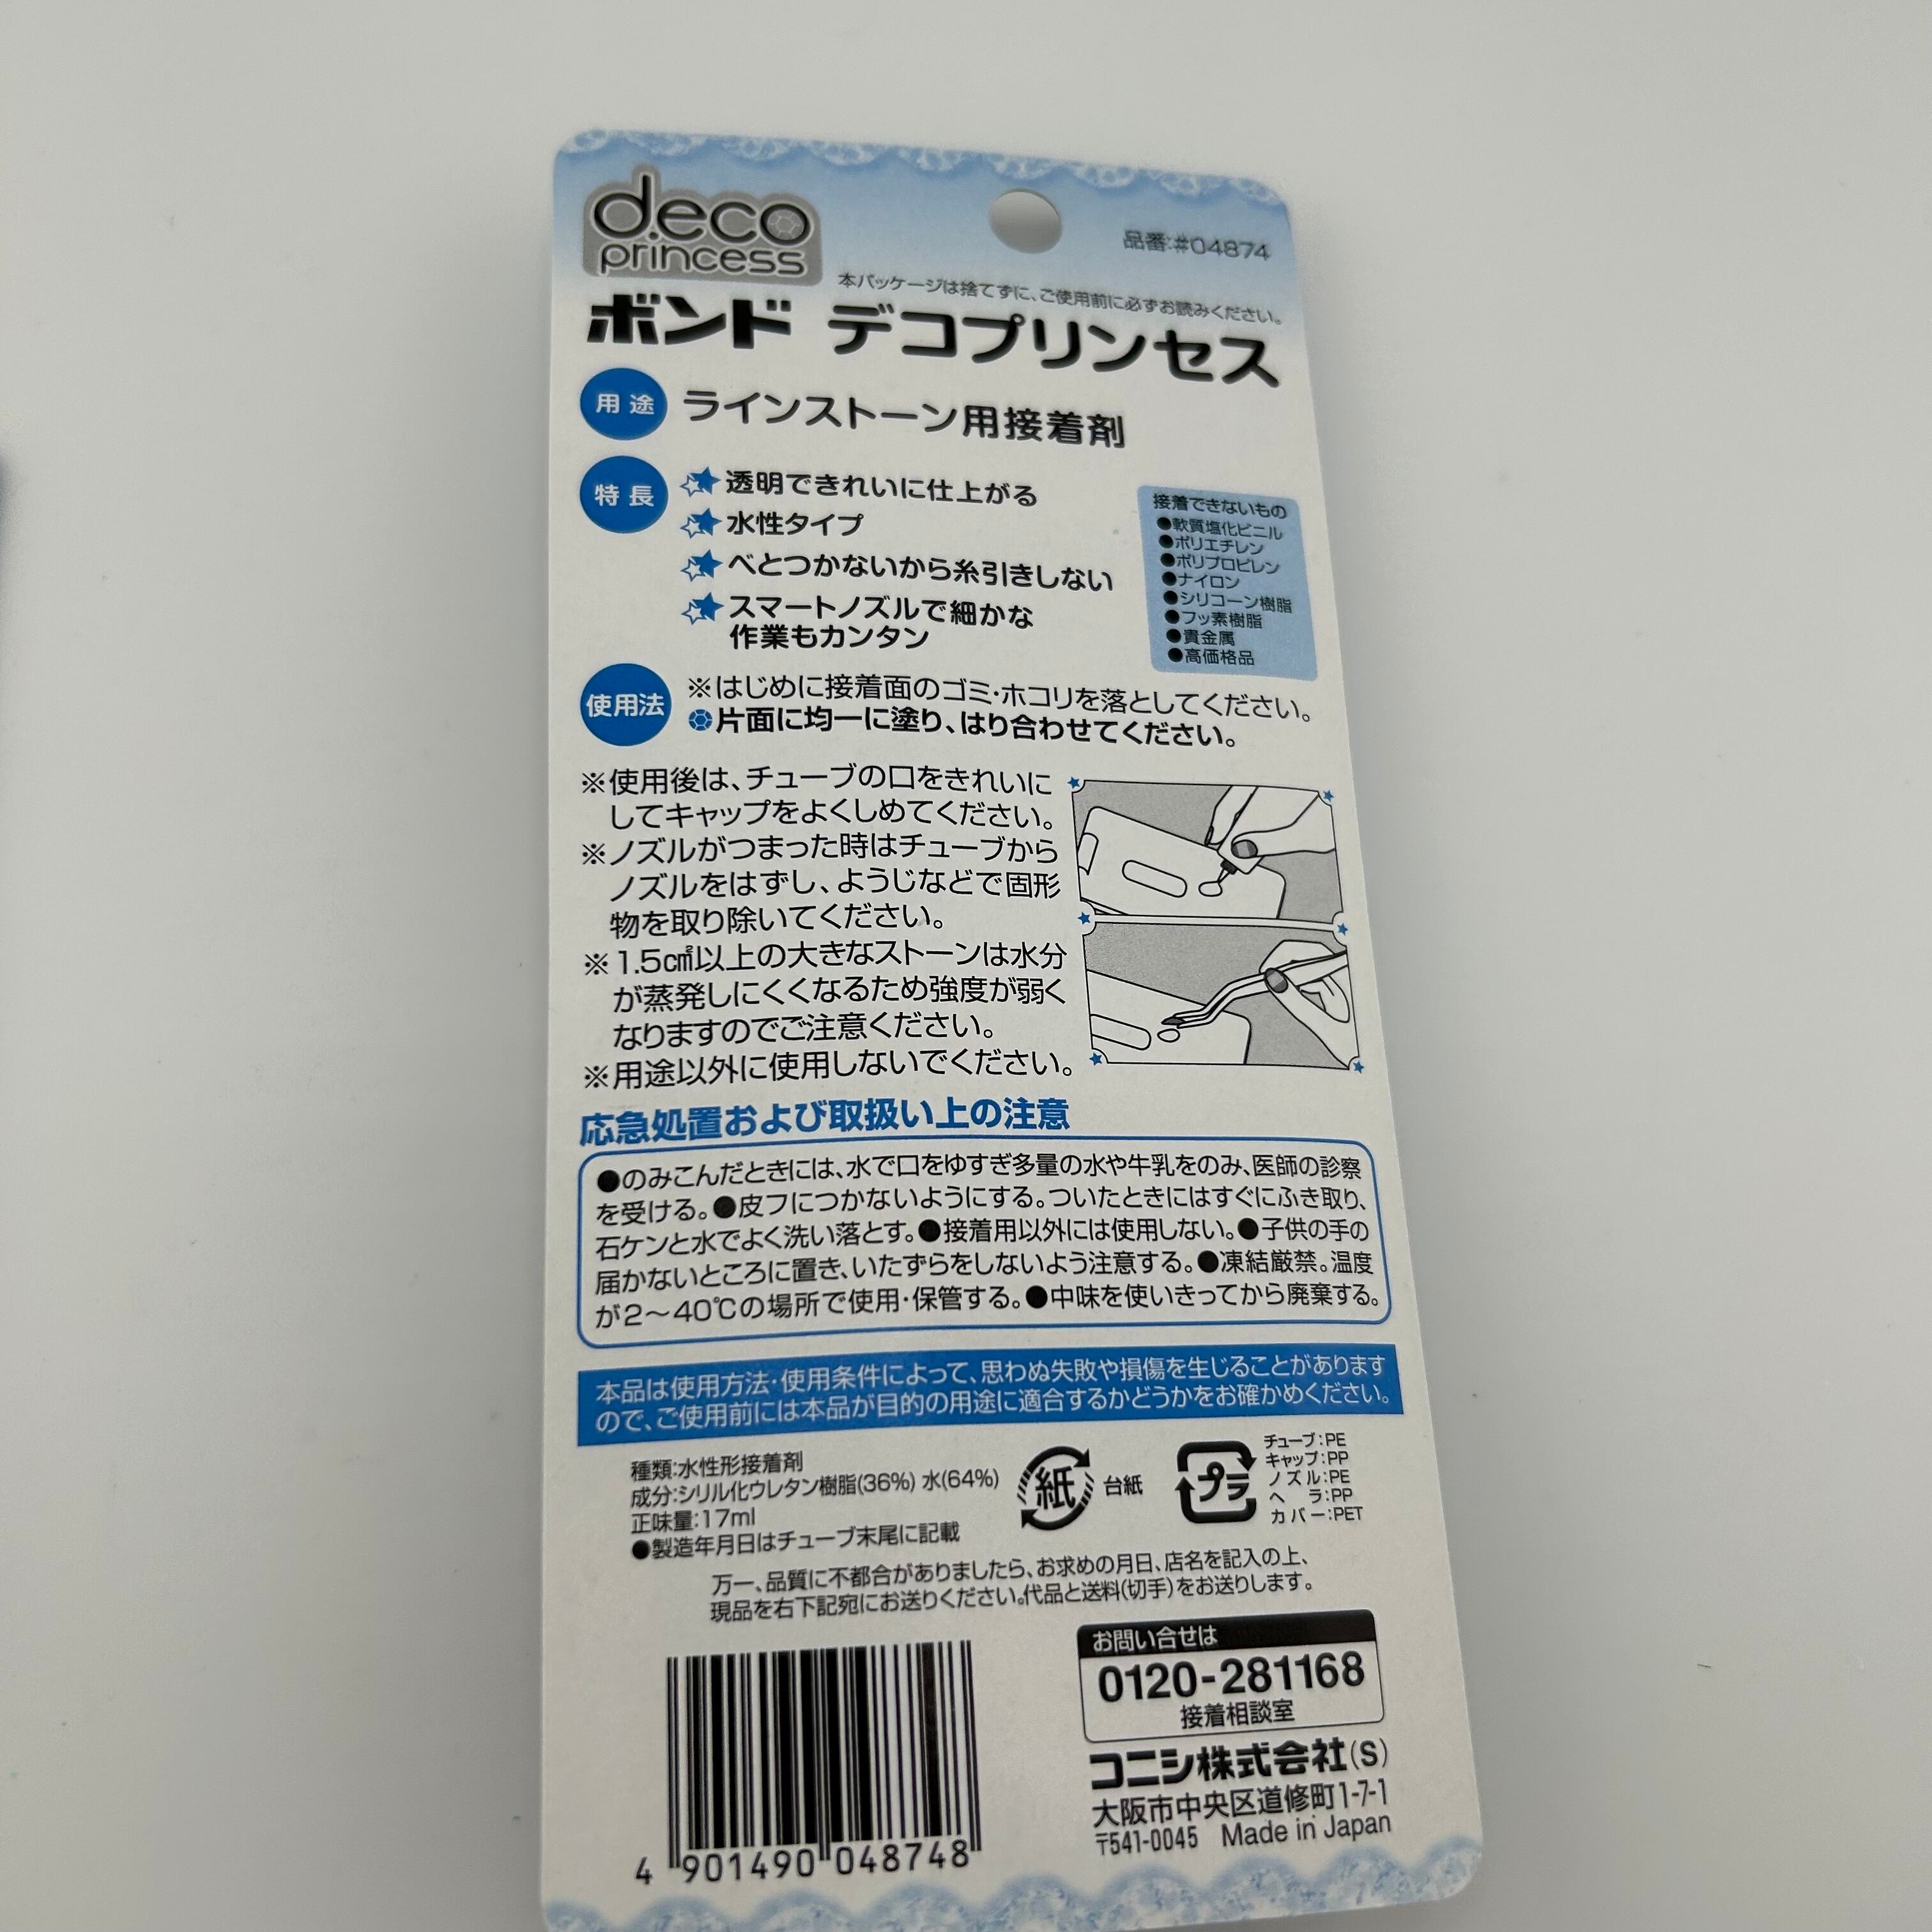 deco
princess
品番:#04874
本パッケージは捨てずに、ご使用前に必ずお読みください。
ボンド デコプリンセス
用途 ラインストーン用接着剤
特長
透明できれいに仕上がる
水性タイプ
べとつかないから糸引きしない
スマートノズルで細かな
作業もカンタン
接着できないもの
●軟質塩化ビニル
●ポリエチレン
●ポリプロピレン
●ナイロン
●シリコーン樹脂
●フッ素樹脂
●貴金属
●高価格品
使用法
※はじめに接着面のゴミ・ホコリを落としてください。
片面に均一に塗り、はり合わせてください。
※使用後は、チューブの口をきれいに
してキャップをよくしめてください。
※ノズルがつまった時はチューブから
ノズルをはずし、ようじなどで固形
物を取り除いてください。
※1.5㎠以上の大きなストーンは水分
が蒸発しにくくなるため強度が弱く
なりますのでご注意ください。
※用途以外に使用しないでください。
応急処置および取扱い上の注意
●のみこんだときには、水で口をゆすぎ多量の水や牛乳をのみ、医師の診察
を受ける。●皮フにつかないようにする。ついたときにはすぐにふき取り、
石ケンと水でよく洗い落とす。●接着用以外には使用しない。●子供の手の
届かないところに置き、いたずらをしないよう注意する。●凍結厳禁。温度
が2〜40℃の場所で使用・保管する。●中味を使いきってから廃棄する。
本品は使用方法・使用条件によって、思わぬ失敗や損傷を生じることがあります
ので、ご使用前には本品が目的の用途に適合するかどうかをお確かめください。
種類:水性形接着剤
成分:シリル化ウレタン樹脂(36%) 水(64%)
正味量:17ml
●製造年月日はチューブ末尾に記載
紙 台紙
プラ
チューブ:PE
キャップ:PP
ノズル:PE
ヘラ:PP
カバー:PET
万一、品質に不都合がありましたら、お求めの月日、店名を記入の上、
現品を右下記宛にお送りください。代品と送料(切手)をお送りします。
お問い合せは
0120-281168
接着相談室
コニシ株式会社(S)
大阪市中央区道修町1-7-1
〒541-0045 Made in Japan
4 901490 048748